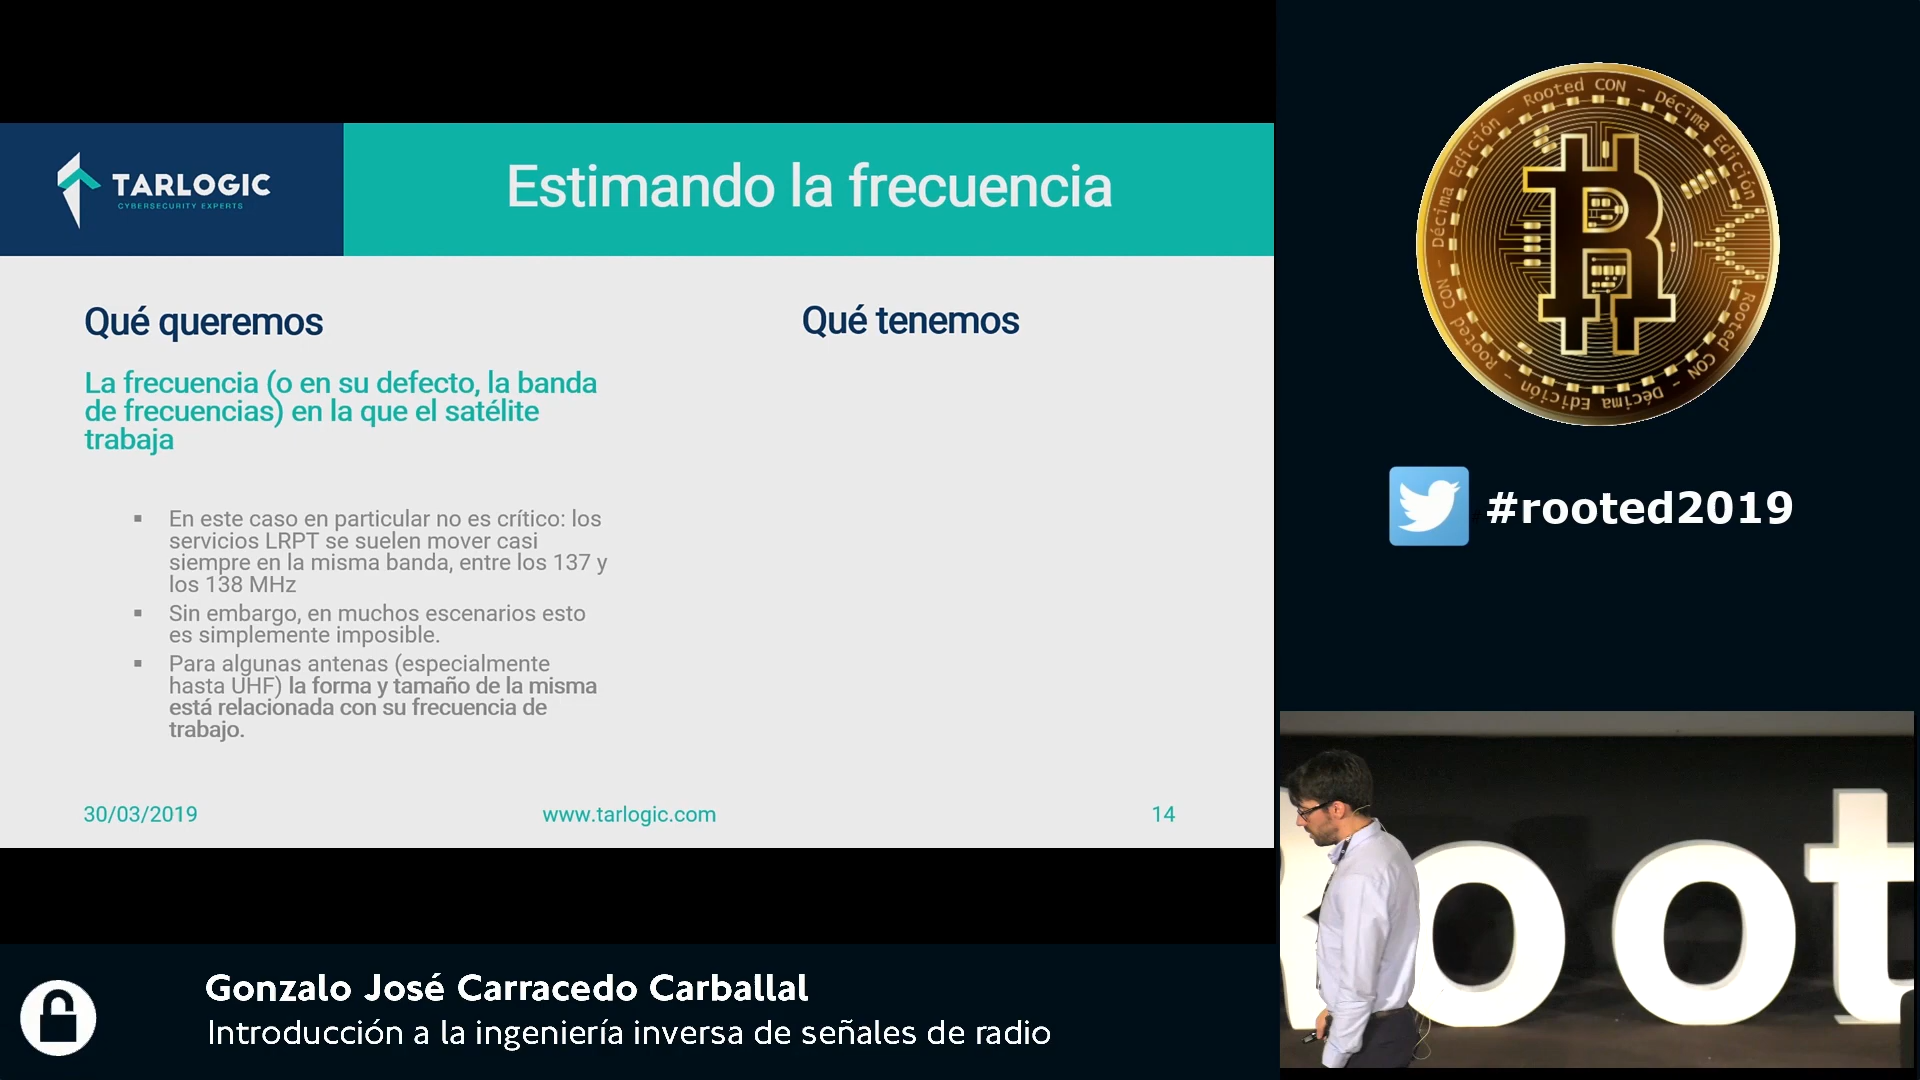 TARLOGIC
CYBERSECURITY EXPERTS
Estimando la frecuencia
Qué queremos
La frecuencia (o en su defecto, la banda
de frecuencias) en la que el satélite
trabaja
▪ En este caso en particular no es crítico: los
servicios LRPT se suelen mover casi
siempre en la misma banda, entre los 137 y
los 138 MHz
▪ Sin embargo, en muchos escenarios esto
es simplemente imposible.
▪ Para algunas antenas (especialmente
hasta UHF) la forma y tamaño de la misma
está relacionada con su frecuencia de
trabajo.
Qué tenemos
30/03/2019
www.tarlogic.com
14
Rooted CON - Décima Edición - Rooted CON - Décima Edición - Rooted CON - Décima Edición -
#rooted2019
oot
Gonzalo José Carracedo Carballal
Introducción a la ingeniería inversa de señales de radio